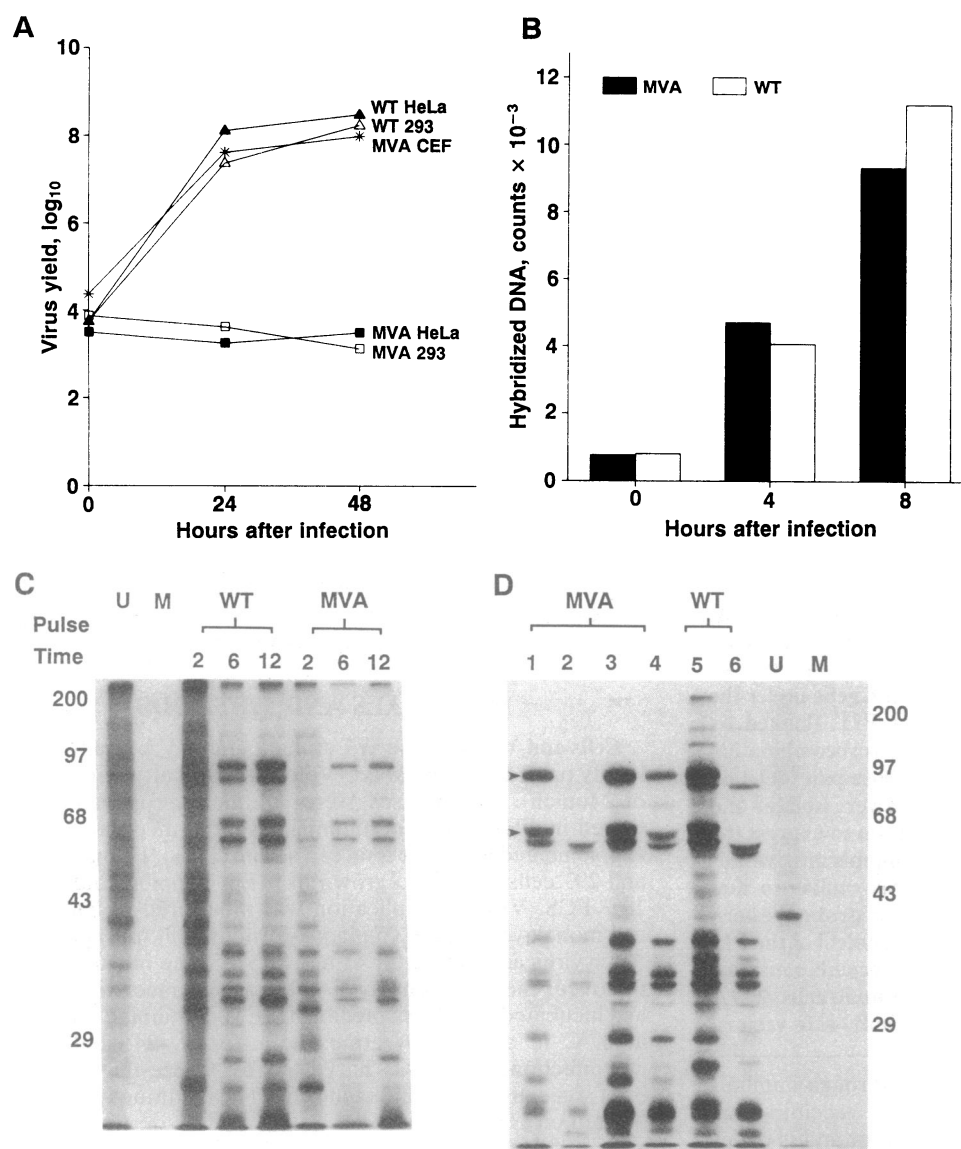 A
10
8
6
4
2
0
Virus yield, log10
WT HeLa
WT 293
MVA CEF
MVA HeLa
MVA 293
0 24 48
Hours after infection
B
12
10
8
6
4
2
0
Hybridized DNA, counts × 10⁻³
MVA WT
0 4 8
Hours after infection
C
U M WT MVA
Pulse
Time 2 6 12 2 6 12
200
97
68
43
29
D
MVA WT
1 2 3 4 5 6 U M
200
97
68
43
29